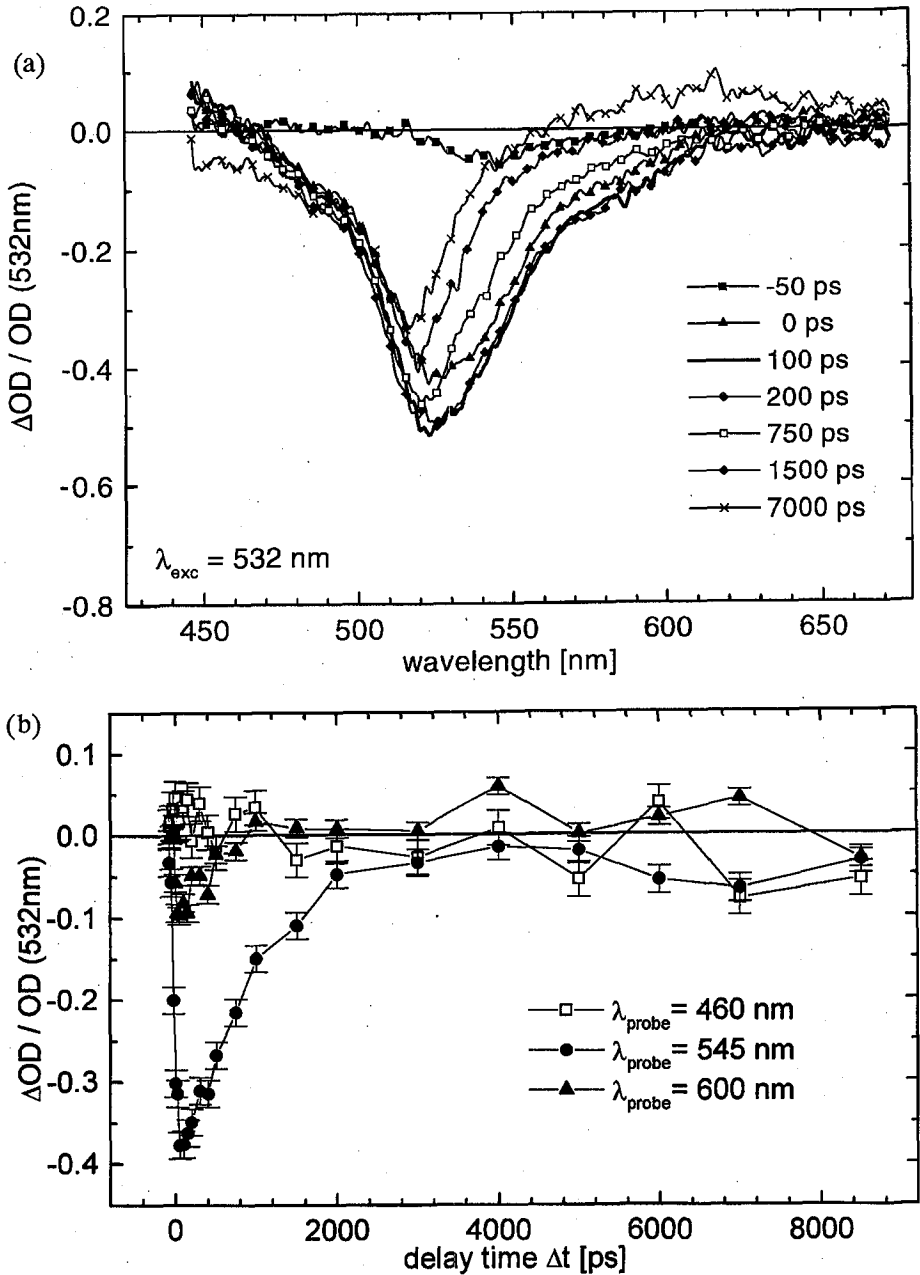 (a)
0.2
0.0
-0.2
-0.4
-0.6
-0.8
ΔOD / OD (532nm)
-50 ps
0 ps
100 ps
200 ps
750 ps
1500 ps
7000 ps
λexc = 532 nm
450 500 550 600 650
wavelength [nm]
(b)
0.1
0.0
-0.1
-0.2
-0.3
-0.4
ΔOD / OD (532nm)
λprobe = 460 nm
λprobe = 545 nm
λprobe = 600 nm
0 2000 4000 6000 8000
delay time Δt [ps]